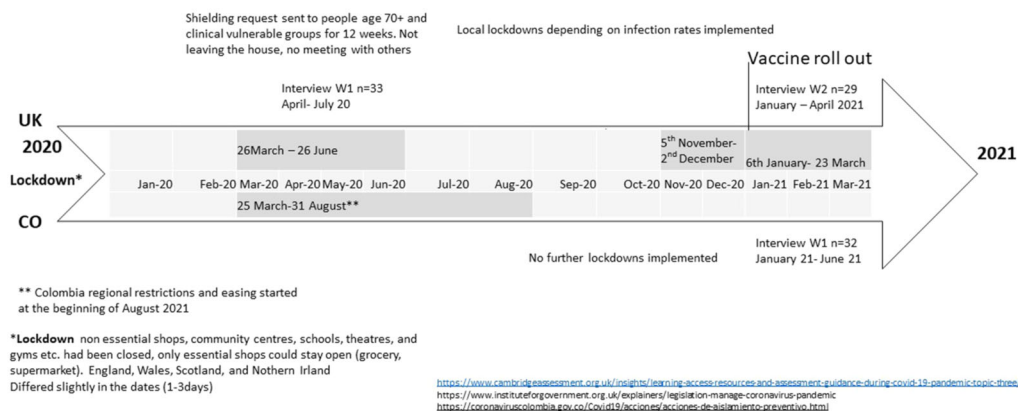 Shielding request sent to people age 70+ and
clinical vulnerable groups for 12 weeks. Not
leaving the house, no meeting with others
Local lockdowns depending on infection rates implemented
Vaccine roll out
Interview W1 n=33
April- July 20
Interview W2 n=29
January – April 2021
UK
2020
26March – 26 June
5th November-
2nd December
6th January- 23 March
2021
Lockdown*
Jan-20 Feb-20 Mar-20 Apr-20 May-20 Jun-20 Jul-20 Aug-20 Sep-20 Oct-20 Nov-20 Dec-20 Jan-21 Feb-21 Mar-21
25 March-31 August**
CO
No further lockdowns implemented
Interview W1 n=32
January 21- June 21
** Colombia regional restrictions and easing started
at the beginning of August 2021
*Lockdown non essential shops, community centres, schools, theatres, and
gyms etc. had been closed, only essential shops could stay open (grocery,
supermarket). England, Wales, Scotland, and Nothern Irland
Differed slightly in the dates (1-3days)
https://www.cambridgeassessment.org.uk/insights/learning-access-resources-and-assessment-guidance-during-covid-19-pandemic-topic-three
https://www.instituteforgovernment.org.uk/explainers/legislation-manage-coronavirus-pandemic
https://coronaviruscolombia.gov.co/Covid19/acciones/acciones-de-aislamiento-preventivo.html